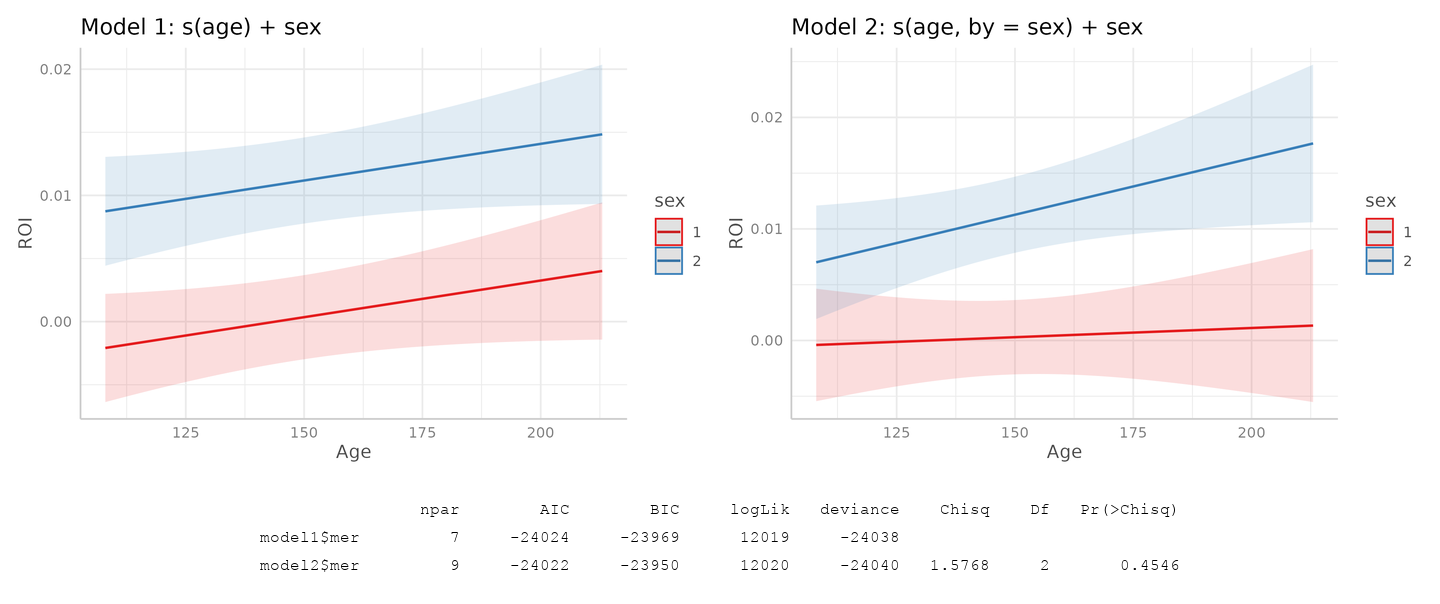 Model 1: s(age) + sex
0.02
0.01
0.00
ROI
125 150 175 200
Age
sex
1
2
Model 2: s(age, by = sex) + sex
0.02
0.01
0.00
ROI
125 150 175 200
Age
sex
1
2
npar AIC BIC logLik deviance Chisq Df Pr(>Chisq)
model1$mer 7 -24024 -23969 12019 -24038
model2$mer 9 -24022 -23950 12020 -24040 1.5768 2 0.4546